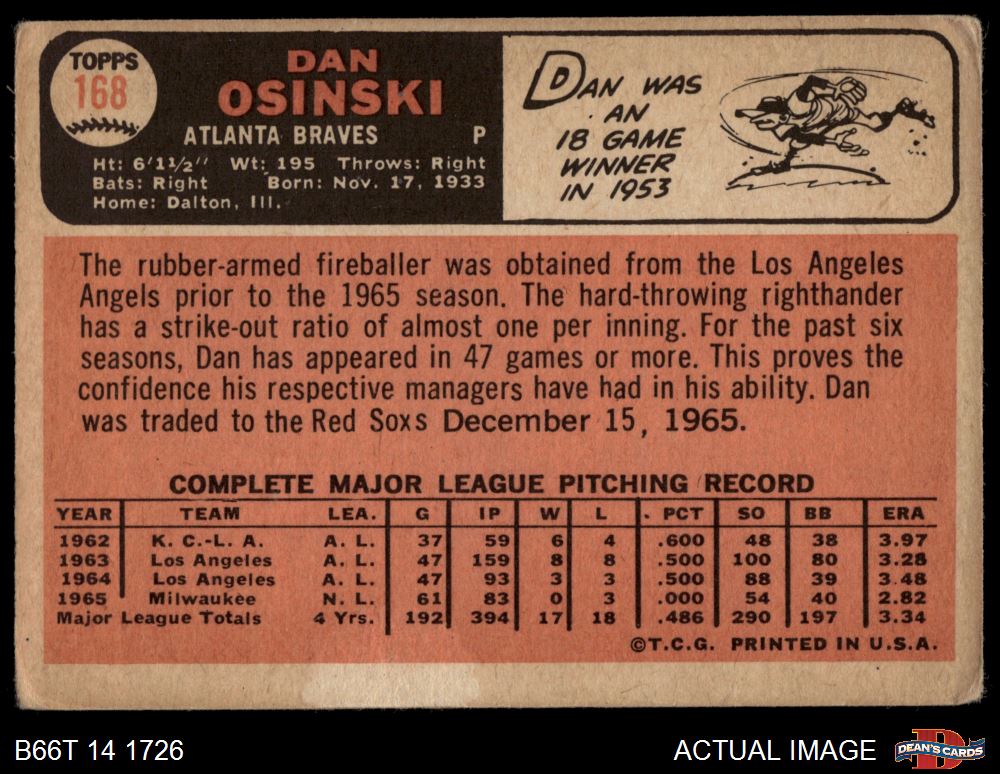 TOPPS
168
DAN
OSINSKI
ATLANTA BRAVES P
Ht: 6'1½" Wt: 195 Throws: Right
Bats: Right Born: Nov. 17, 1933
Home: Dalton, Ill.
DAN WAS
AN
18 GAME
WINNER
IN 1953
The rubber-armed fireballer was obtained from the Los Angeles
Angels prior to the 1965 season. The hard-throwing righthander
has a strike-out ratio of almost one per inning. For the past six
seasons, Dan has appeared in 47 games or more. This proves the
confidence his respective managers have had in his ability. Dan
was traded to the Red Soxs December 15, 1965.
COMPLETE MAJOR LEAGUE PITCHING RECORD
YEAR TEAM LEA. G IP W L PCT SO BB ERA
1962 K. C.-L. A. A. L. 37 59 6 4 .600 48 38 3.97
1963 Los Angeles A. L. 47 159 8 8 .500 100 80 3.28
1964 Los Angeles A. L. 47 93 3 3 .500 88 39 3.48
1965 Milwaukee N. L. 61 83 0 3 .000 54 40 2.82
Major League Totals 4 Yrs. 192 394 17 18 .486 290 197 3.34
©T.C.G. PRINTED IN U.S.A.
B66T 14 1726
ACTUAL IMAGE
DEAN'S CARDS